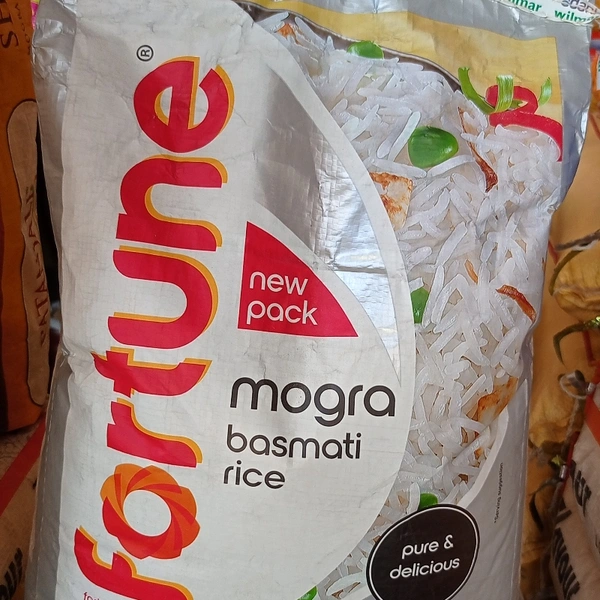 fortune®
new
pack
mogra
basmati
rice
pure &
delicious